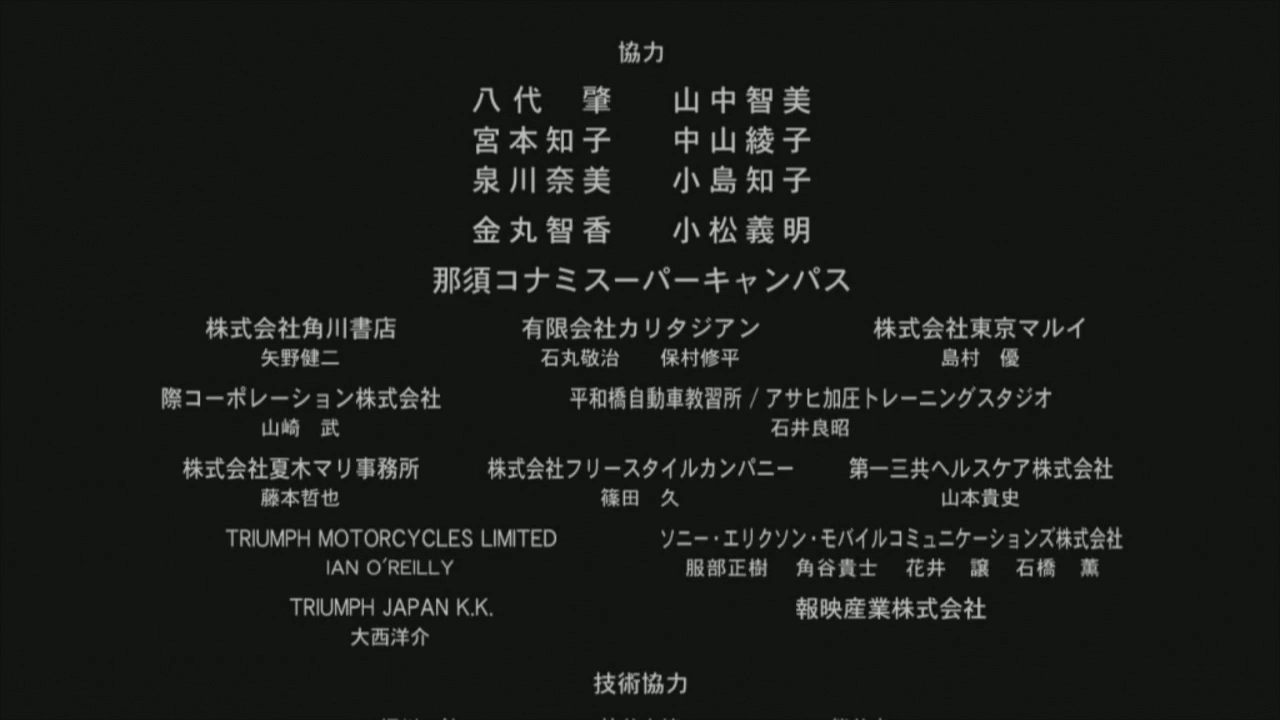 協力
八代 肇 山中智美
宮本知子 中山綾子
泉川奈美 小島知子
金丸智香 小松義明
那須コナミスーパーキャンパス
株式会社角川書店 有限会社カリタジアン 株式会社東京マルイ
矢野健二 石丸敬治 保村修平 島村 優
際コーポレーション株式会社 平和橋自動車教習所 / アサヒ加圧トレーニングスタジオ
山崎 武 石井良昭
株式会社夏木マリ事務所 株式会社フリースタイルカンパニー 第一三共ヘルスケア株式会社
藤本哲也 篠田 久 山本貴史
TRIUMPH MOTORCYCLES LIMITED ソニー・エリクソン・モバイルコミュニケーションズ株式会社
IAN O'REILLY 服部正樹 角谷貴士 花井 譲 石橋 薫
TRIUMPH JAPAN K.K. 報映産業株式会社
大西洋介
技術協力